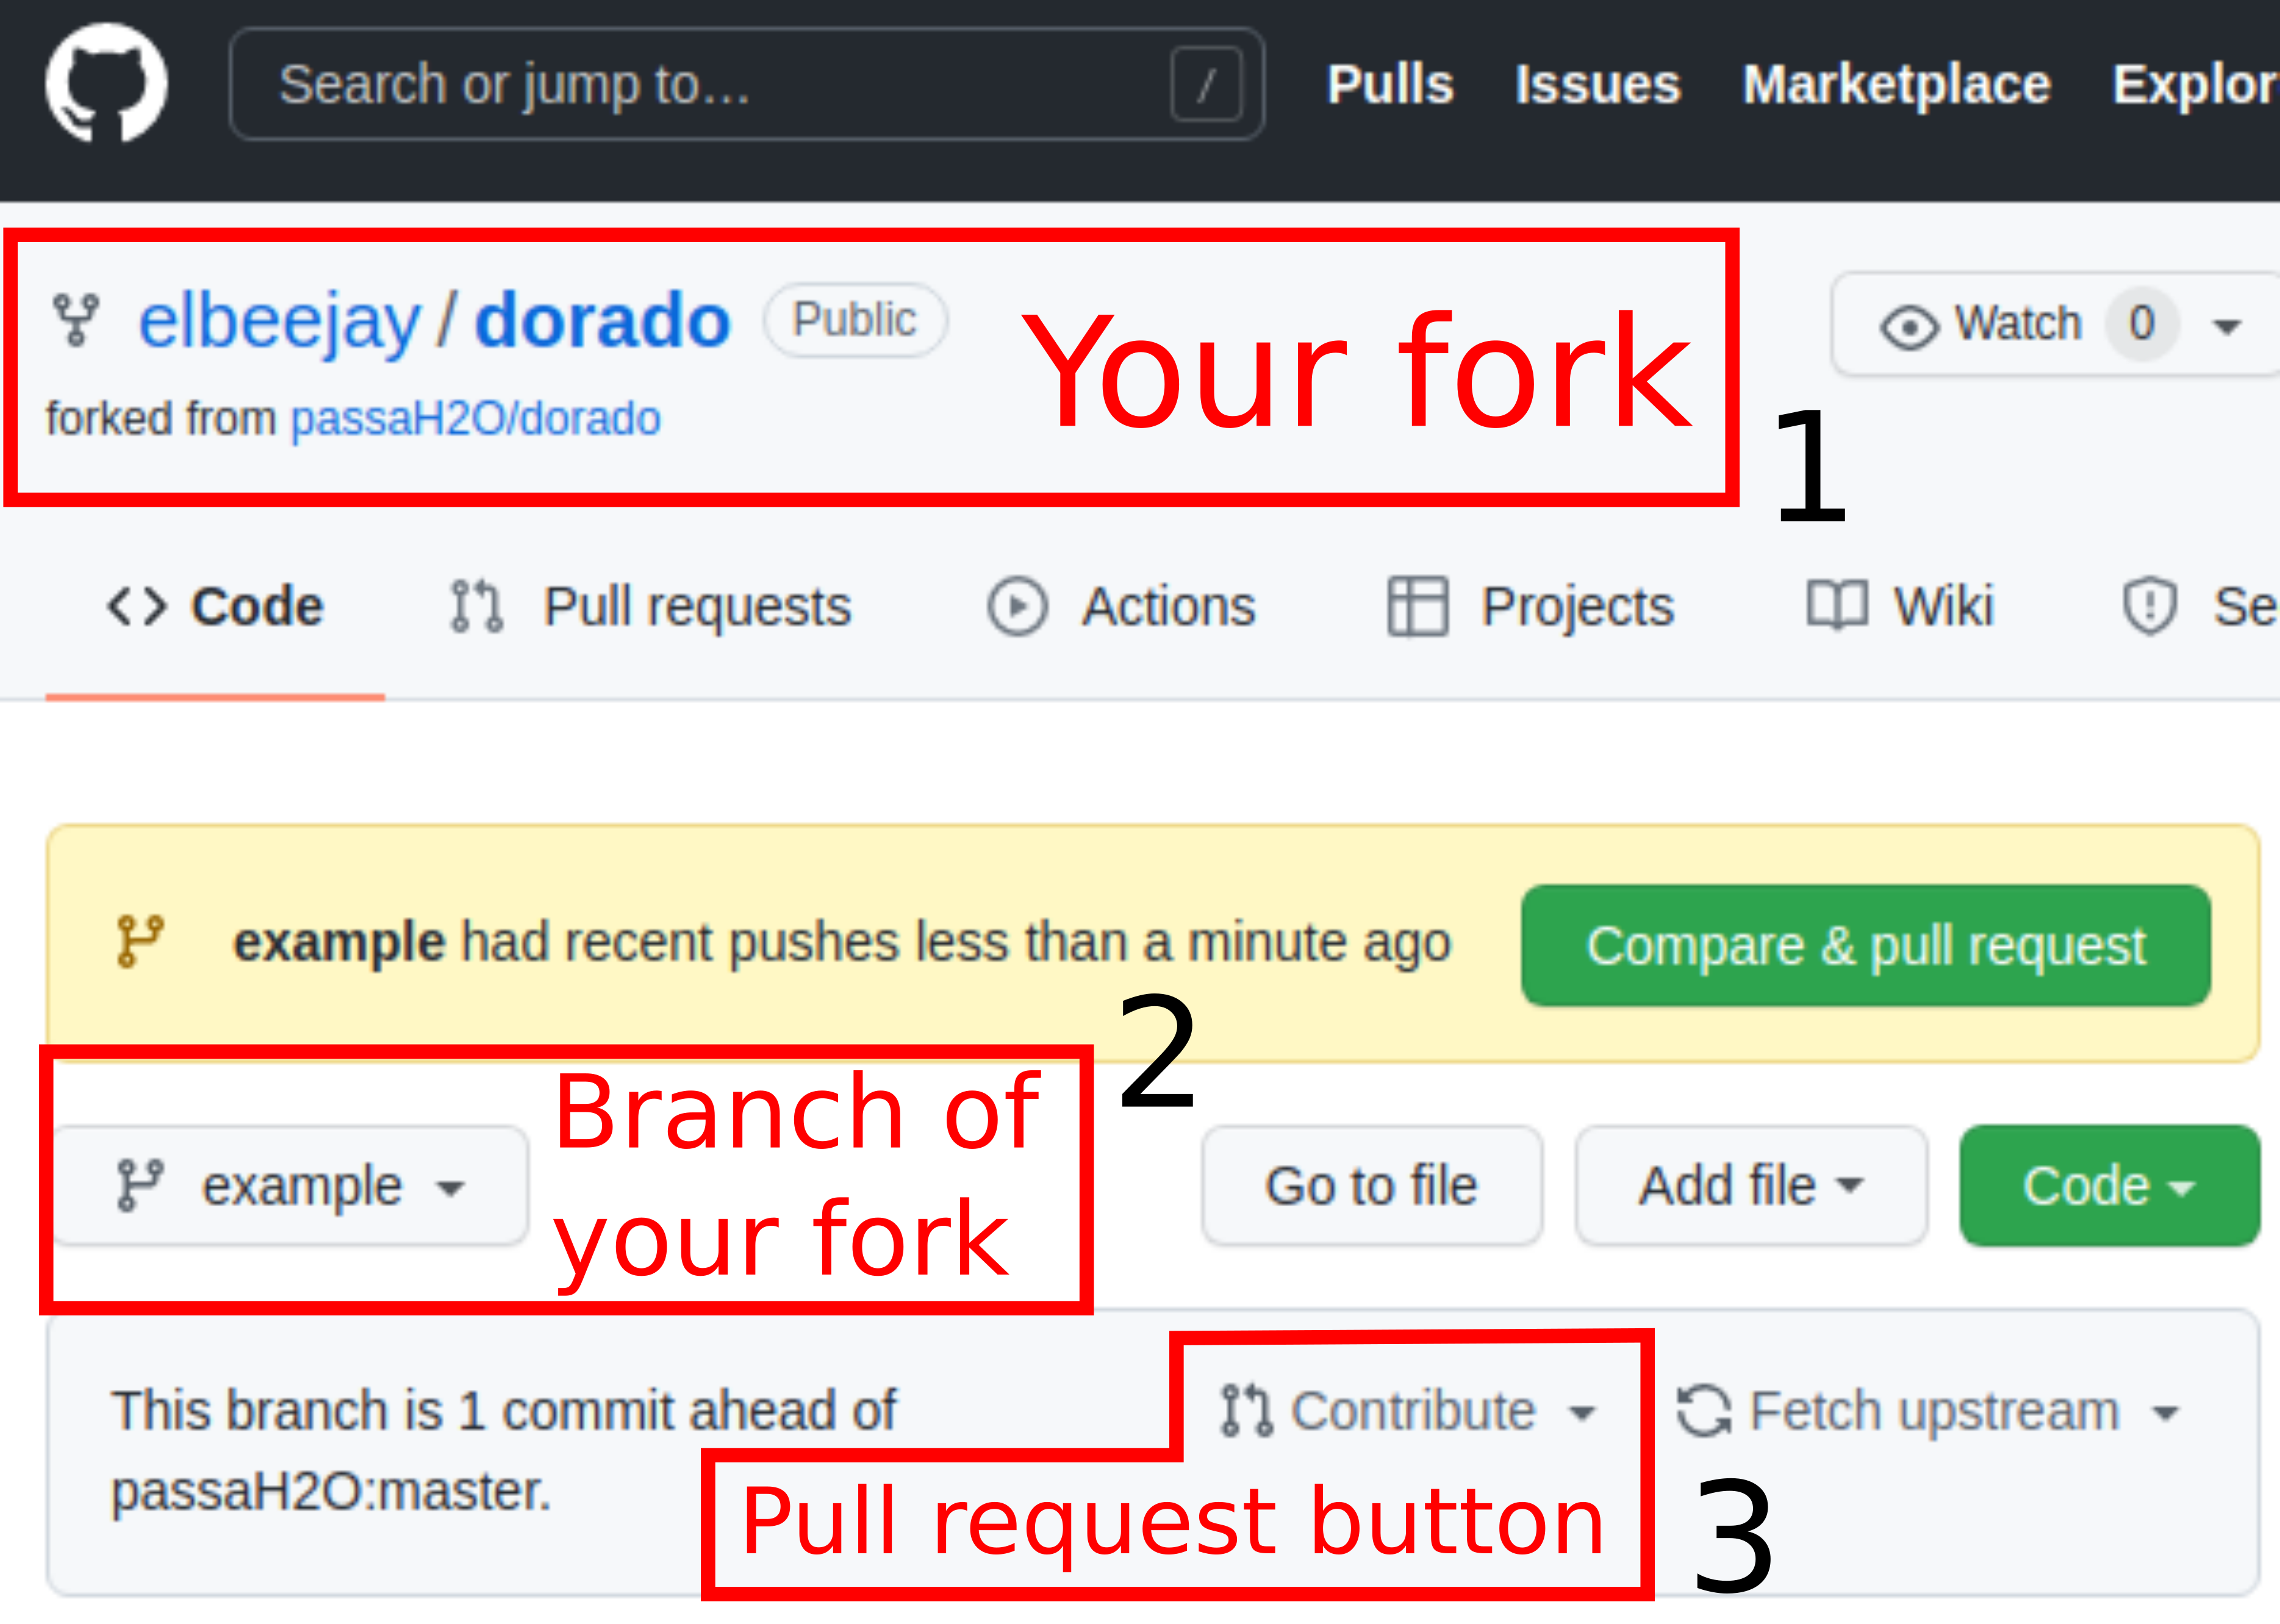 Search or jump to... / Pulls Issues Marketplace Explor
elbeejay / dorado Public
forked from passaH2O/dorado
Your fork
1
Watch 0
Code Pull requests Actions Projects Wiki Se
example had recent pushes less than a minute ago Compare & pull request
2
example
Branch of
your fork
Go to file Add file Code
This branch is 1 commit ahead of
passaH2O:master.
Contribute Fetch upstream
Pull request button
3